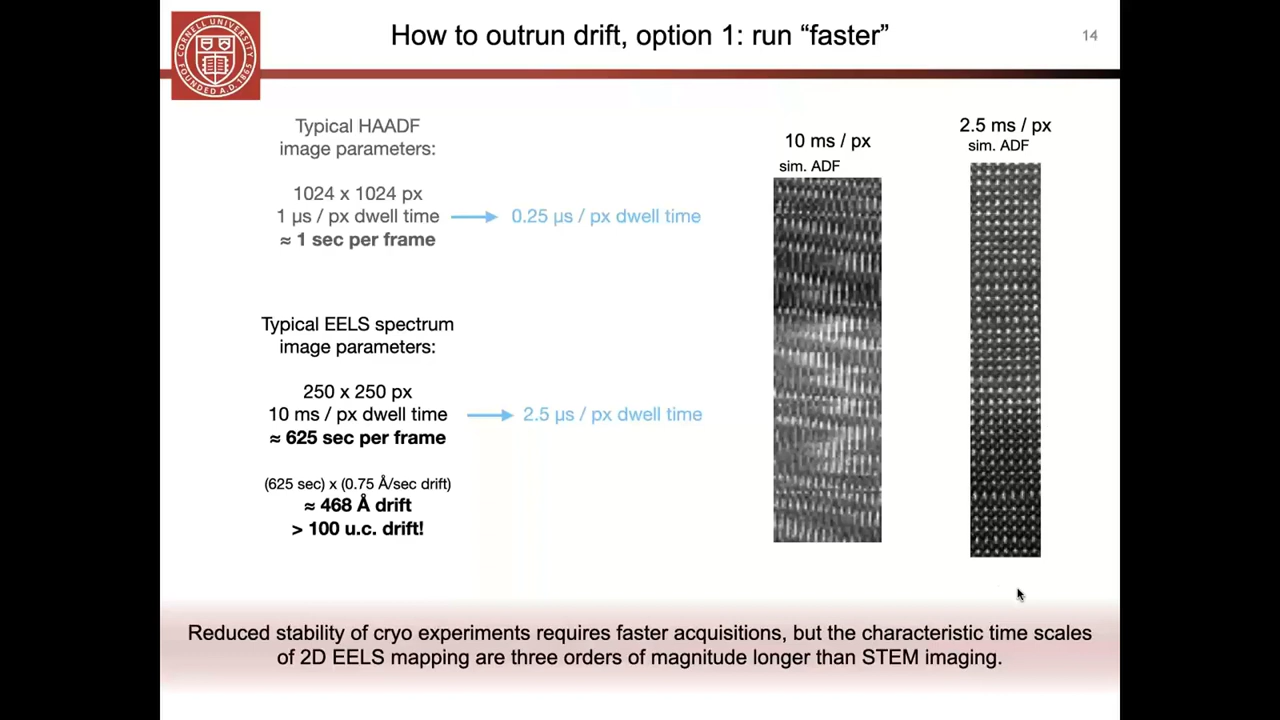 How to outrun drift, option 1: run “faster”
14
CORNELL UNIVERSITY
FOUNDED A.D. 1865
Typical HAADF
image parameters:
1024 x 1024 px
1 µs / px dwell time
0.25 µs / px dwell time
≈ 1 sec per frame
Typical EELS spectrum
image parameters:
250 x 250 px
10 ms / px dwell time
2.5 µs / px dwell time
≈ 625 sec per frame
(625 sec) x (0.75 Å/sec drift)
≈ 468 Å drift
> 100 u.c. drift!
10 ms / px
sim. ADF
2.5 ms / px
sim. ADF
Reduced stability of cryo experiments requires faster acquisitions, but the characteristic time scales
of 2D EELS mapping are three orders of magnitude longer than STEM imaging.